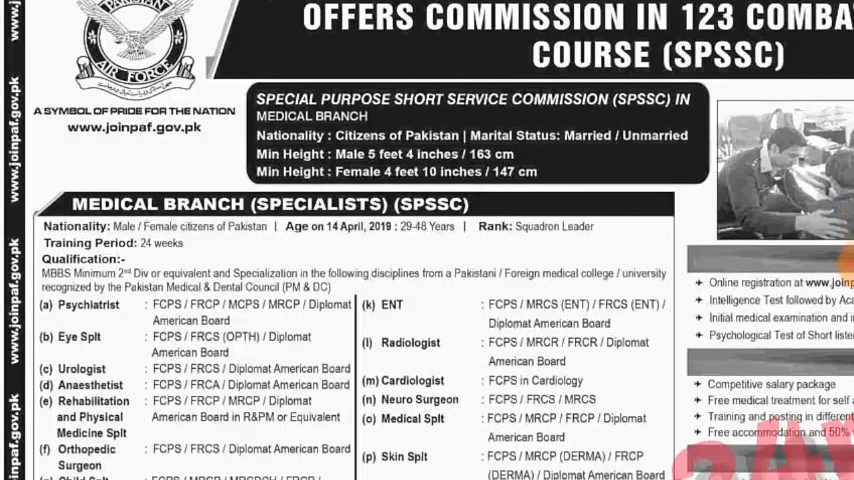 OFFERS COMMISSION IN 123 COMBA
COURSE (SPSSC)
PAKISTAN
AIR FORCE
A SYMBOL OF PRIDE FOR THE NATION
www.joinpaf.gov.pk
SPECIAL PURPOSE SHORT SERVICE COMMISSION (SPSSC) IN
MEDICAL BRANCH
Nationality : Citizens of Pakistan | Marital Status: Married / Unmarried
Min Height : Male 5 feet 4 inches / 163 cm
Min Height : Female 4 feet 10 inches / 147 cm
www.joinpaf.gov.pk
www.joinpaf.gov.pk
joinpaf.gov.pk
MEDICAL BRANCH (SPECIALISTS) (SPSSC)
Nationality: Male / Female citizens of Pakistan | Age on 14 April, 2019 : 29-48 Years | Rank: Squadron Leader
Training Period: 24 weeks
Qualification:-
MBBS Minimum 2nd Div or equivalent and Specialization in the following disciplines from a Pakistani / Foreign medical college / university
recognized by the Pakistan Medical & Dental Council (PM & DC)
(a) Psychiatrist : FCPS / FRCP / MCPS / MRCP / Diplomat
American Board
(b) Eye Splt : FCPS / FRCS (OPTH) / Diplomat
American Board
(c) Urologist : FCPS / FRCS / Diplomat American Board
(d) Anaesthetist : FCPS / FRCA / Diplomat American Board
(e) Rehabilitation : FCPS / FRCP / MRCP / Diplomat
and Physical American Board in R&PM or Equivalent
Medicine Splt
(f) Orthopedic : FCPS / FRCS / Diplomat American Board
Surgeon
(k) ENT : FCPS / MRCS (ENT) / FRCS (ENT) /
Diplomat American Board
(l) Radiologist : FCPS / MRCR / FRCR / Diplomat
American Board
(m) Cardiologist : FCPS in Cardiology
(n) Neuro Surgeon : FCPS / FRCS / MRCS
(o) Medical Splt : FCPS / MRCP / FRCP / Diplomat
American Board
(p) Skin Splt : FCPS / MRCP (DERMA) / FRCP
(DERMA) / Diplomat American Board
Online registration at www.joinp
Intelligence Test followed by Aca
Initial medical examination and i
Psychological Test of Short liste
Competitive salary package
Free medical treatment for self a
Training and posting in different
Free accommodation and 50%